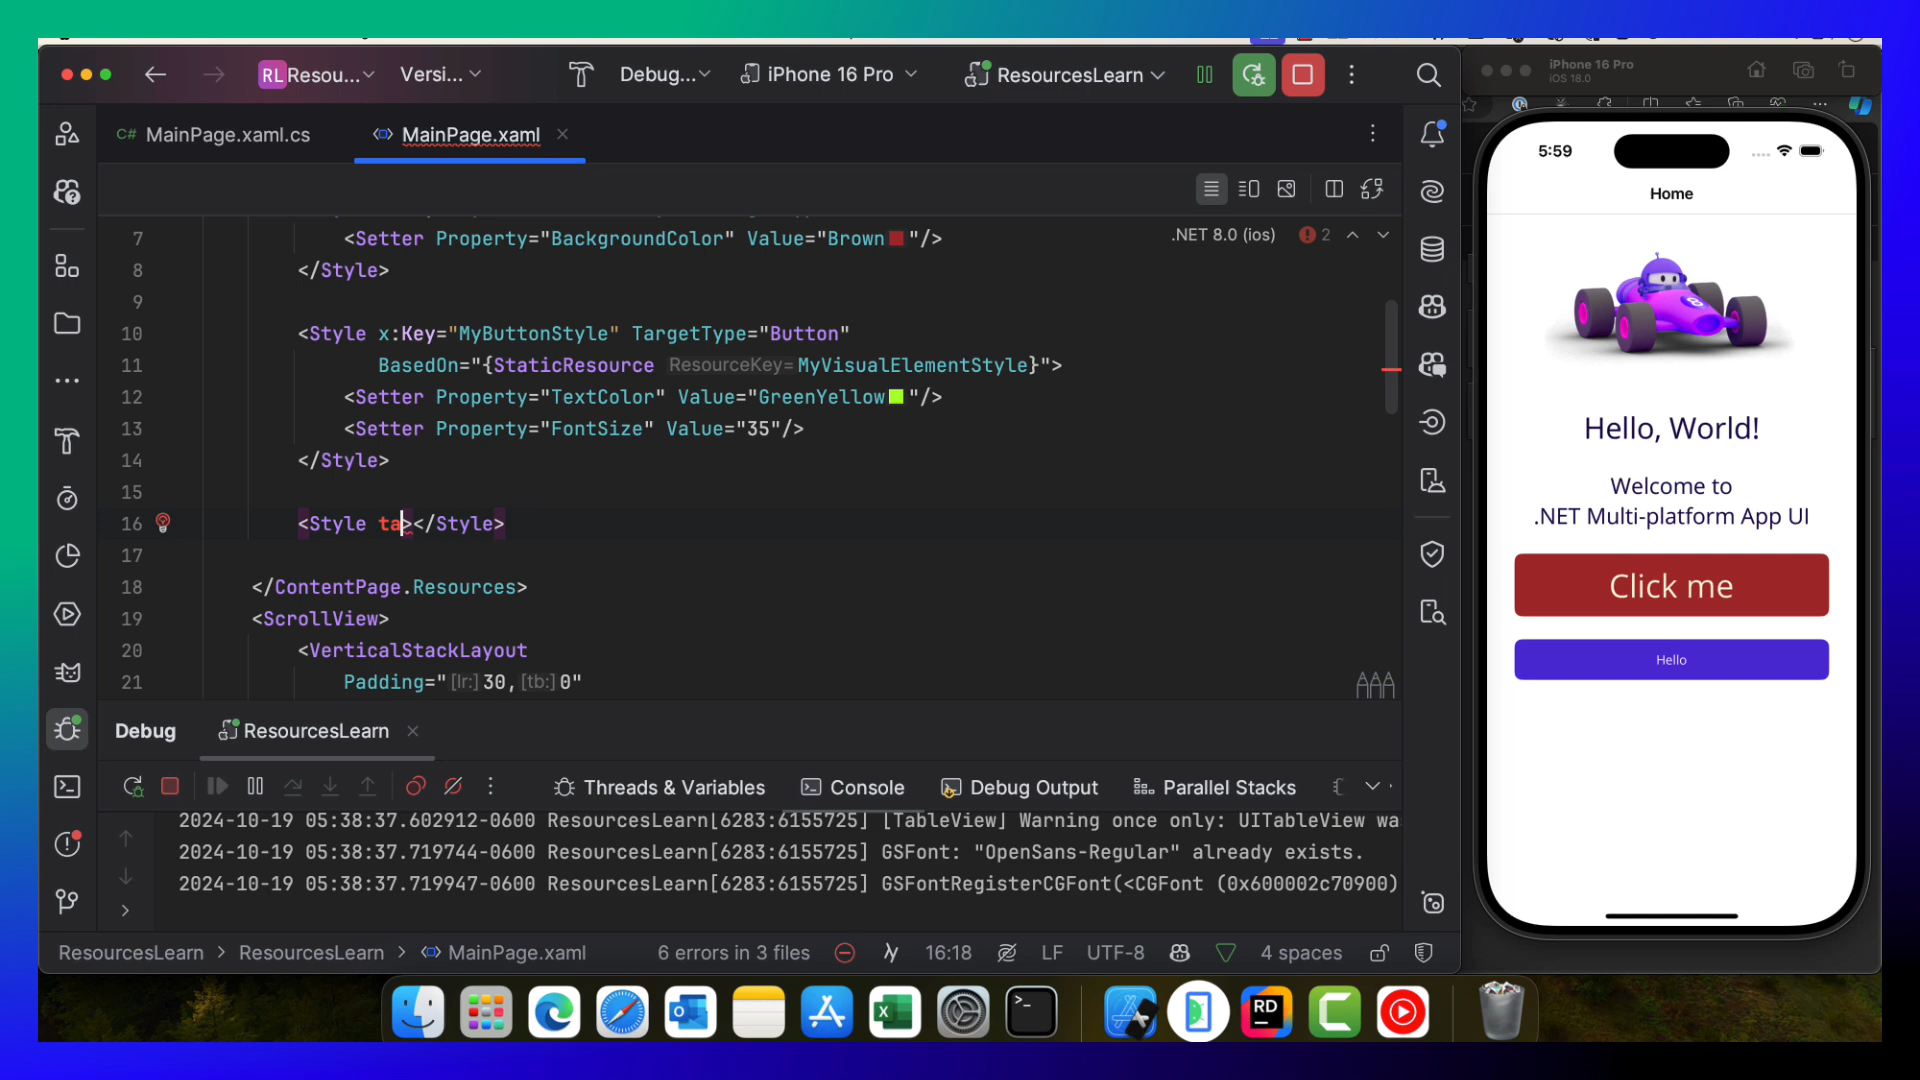 RL Resou... Versi... Debug... iPhone 16 Pro ResourcesLearn
C# MainPage.xaml.cs MainPage.xaml
.NET 8.0 (ios) 2
7 <Setter Property="BackgroundColor" Value="Brown"/>
8 </Style>
9
10 <Style x:Key="MyButtonStyle" TargetType="Button"
11 BasedOn="{StaticResource ResourceKey=MyVisualElementStyle}">
12 <Setter Property="TextColor" Value="GreenYellow"/>
13 <Setter Property="FontSize" Value="35"/>
14 </Style>
15
16 <Style ta></Style>
17
18 </ContentPage.Resources>
19 <ScrollView>
20 <VerticalStackLayout
21 Padding="[lr:]30,[tb:]0"
Debug ResourcesLearn
Threads & Variables Console Debug Output Parallel Stacks
2024-10-19 05:38:37.602912-0600 ResourcesLearn[6283:6155725] [TableView] Warning once only: UITableView wa
2024-10-19 05:38:37.719744-0600 ResourcesLearn[6283:6155725] GSFont: "OpenSans-Regular" already exists.
2024-10-19 05:38:37.719947-0600 ResourcesLearn[6283:6155725] GSFontRegisterCGFont(<CGFont (0x600002c70900)
ResourcesLearn > ResourcesLearn > MainPage.xaml 6 errors in 3 files 16:18 LF UTF-8 4 spaces
iPhone 16 Pro
iOS 18.0
5:59
Home
8
Hello, World!
Welcome to
.NET Multi-platform App UI
Click me
Hello
RD